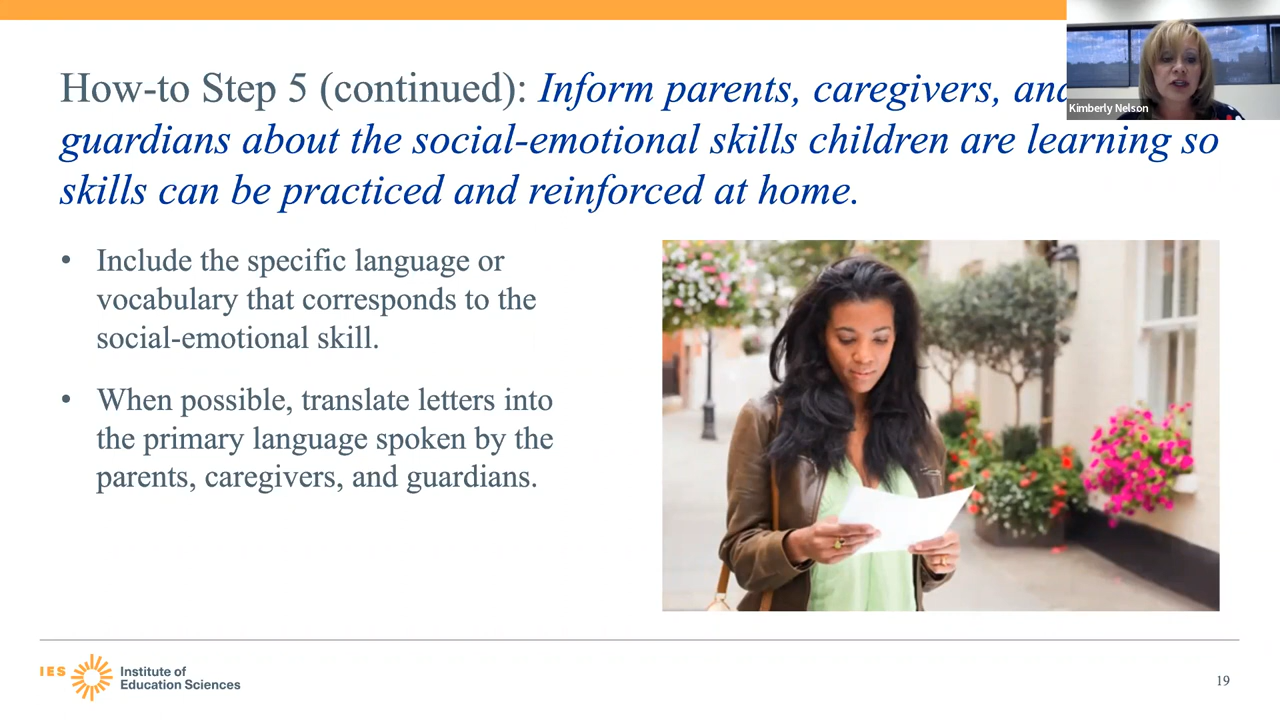 How-to Step 5 (continued): Inform parents, caregivers, and
guardians about the social-emotional skills children are learning so
skills can be practiced and reinforced at home.
Kimberly Nelson
• Include the specific language or
vocabulary that corresponds to the
social-emotional skill.
• When possible, translate letters into
the primary language spoken by the
parents, caregivers, and guardians.
IES
Institute of
Education Sciences
19